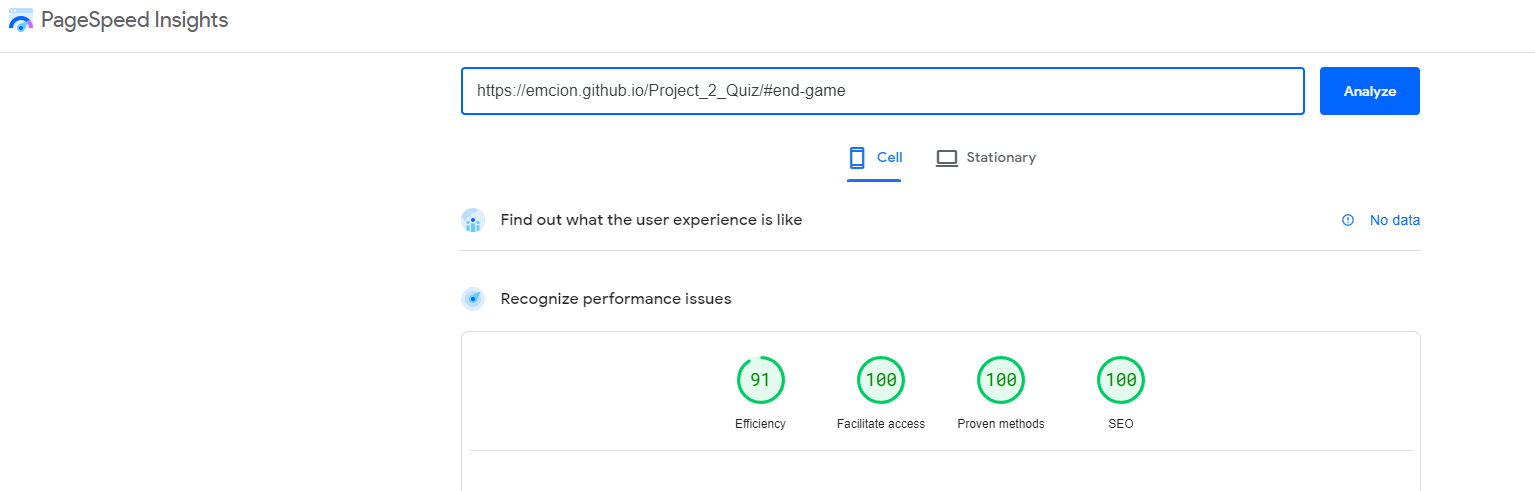 PageSpeed Insights
https://emcion.github.io/Project_2_Quiz/#end-game
Analyze
Cell
Stationary
Find out what the user experience is like
No data
Recognize performance issues
91
100
100
100
Efficiency
Facilitate access
Proven methods
SEO